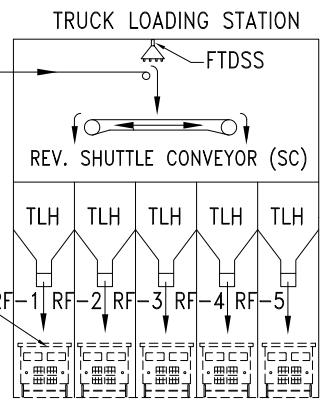 TRUCK LOADING STATION
FTDSS
REV. SHUTTLE CONVEYOR (SC)
TLH TLH TLH TLH TLH
RF-1 RF-2 RF-3 RF-4 RF-5